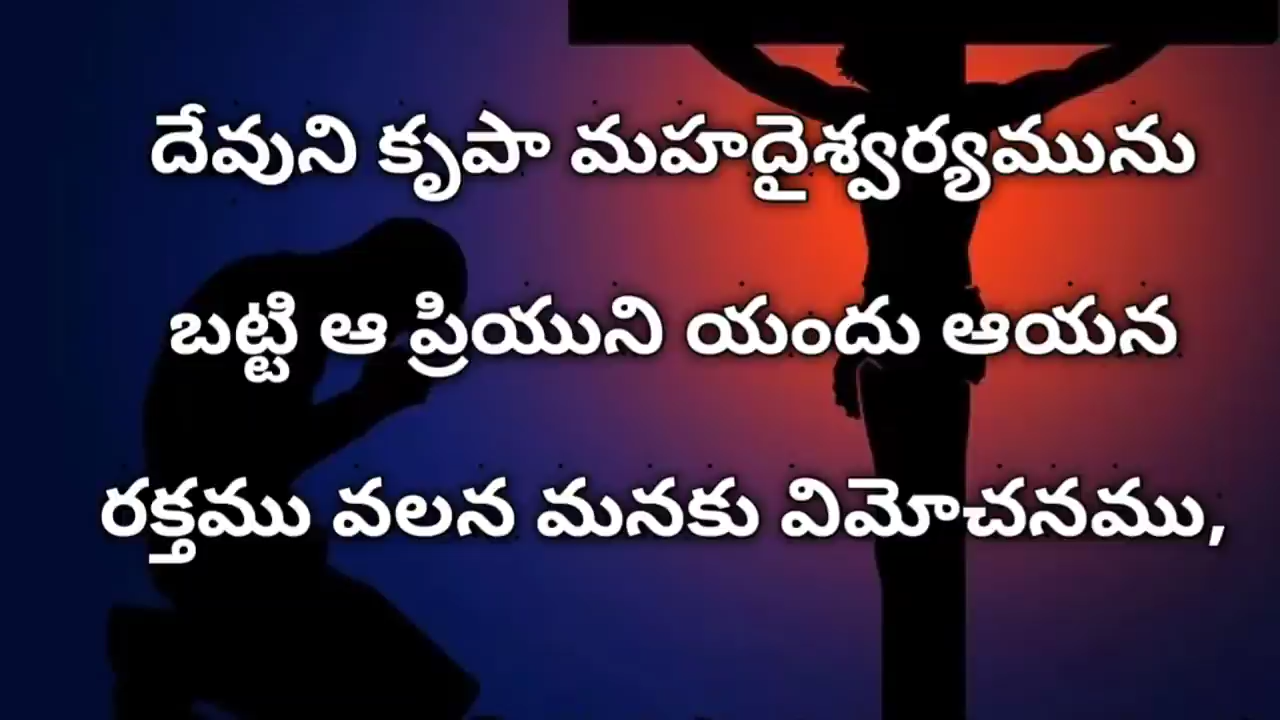 దేవుని కృపా మహదైశ్వర్యమును
బట్టి ఆ ప్రియుని యందు ఆయన
రక్తము వలన మనకు విమోచనము,